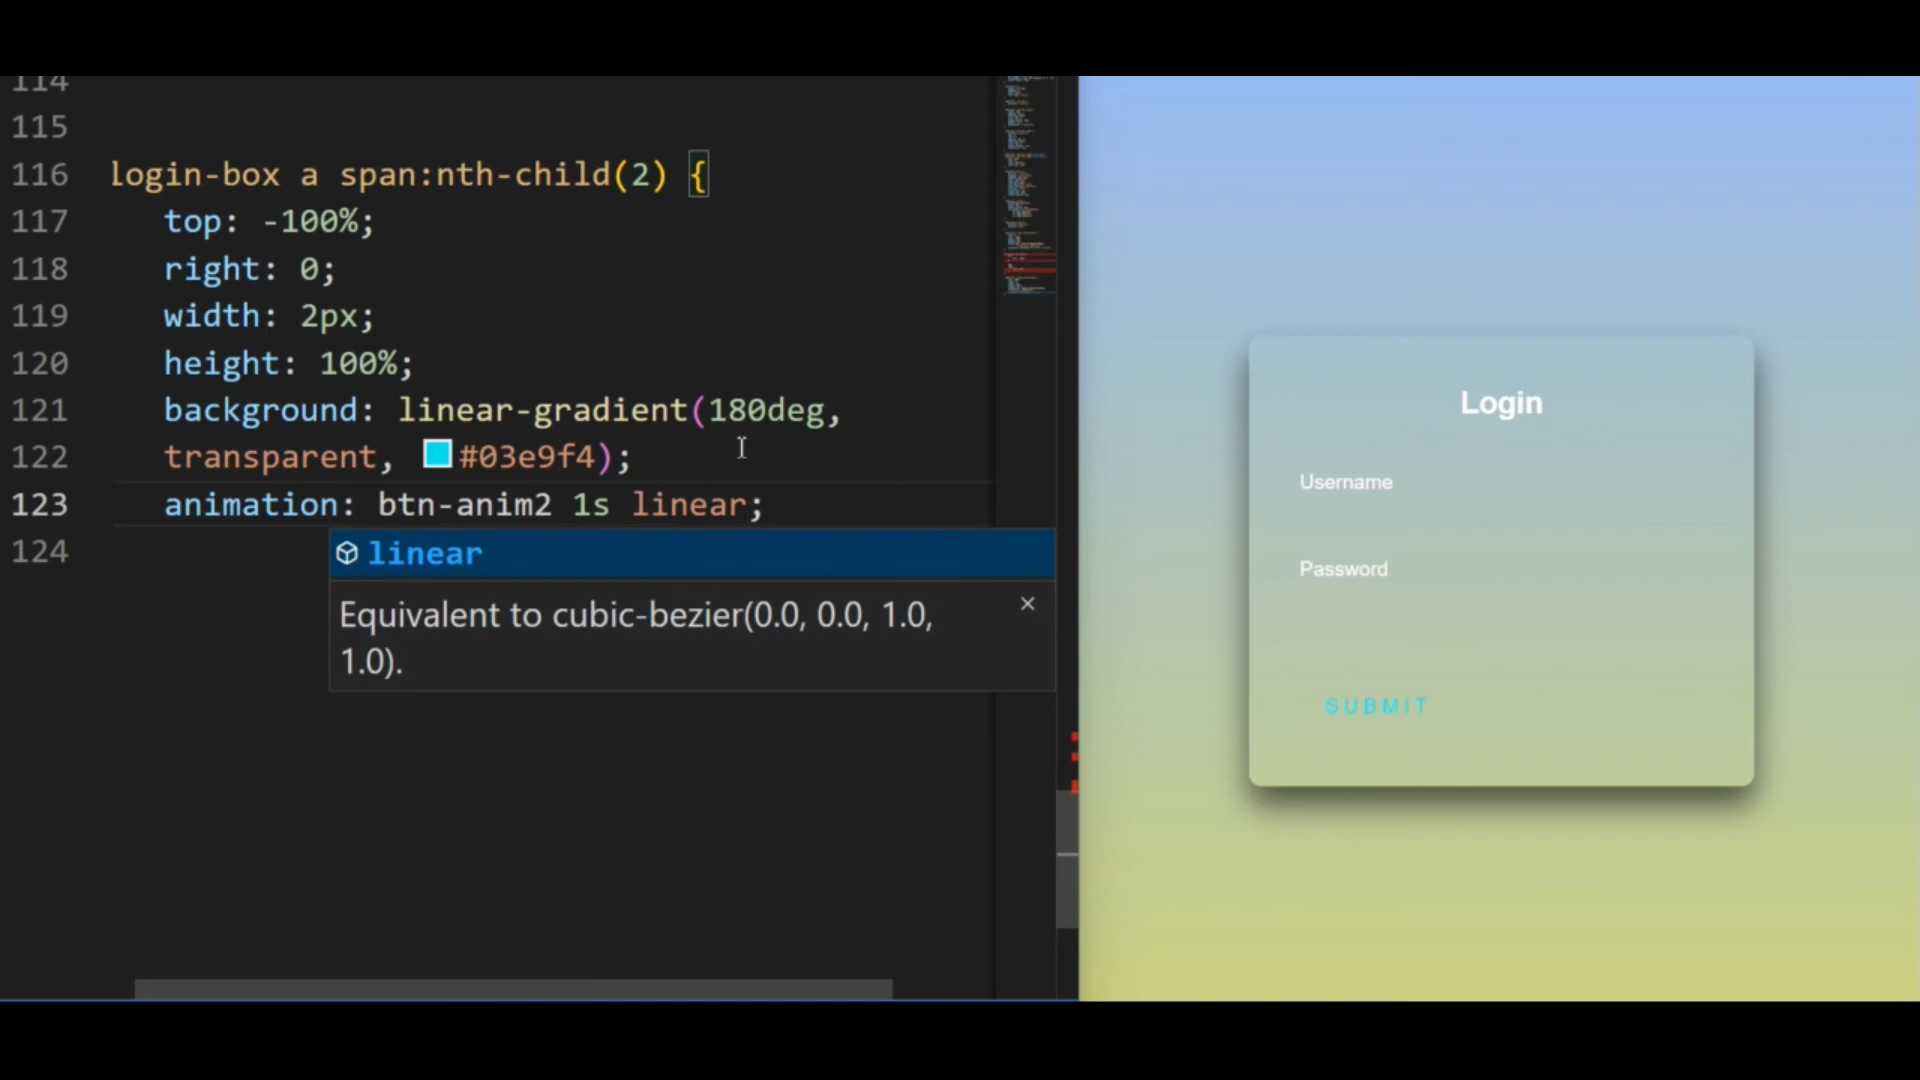 114
115
116 login-box a span:nth-child(2) {
117 top: -100%;
118 right: 0;
119 width: 2px;
120 height: 100%;
121 background: linear-gradient(180deg,
122 transparent, #03e9f4);
123 animation: btn-anim2 1s linear;
124
linear
Equivalent to cubic-bezier(0.0, 0.0, 1.0,
1.0).
Login
Username
Password
SUBMIT